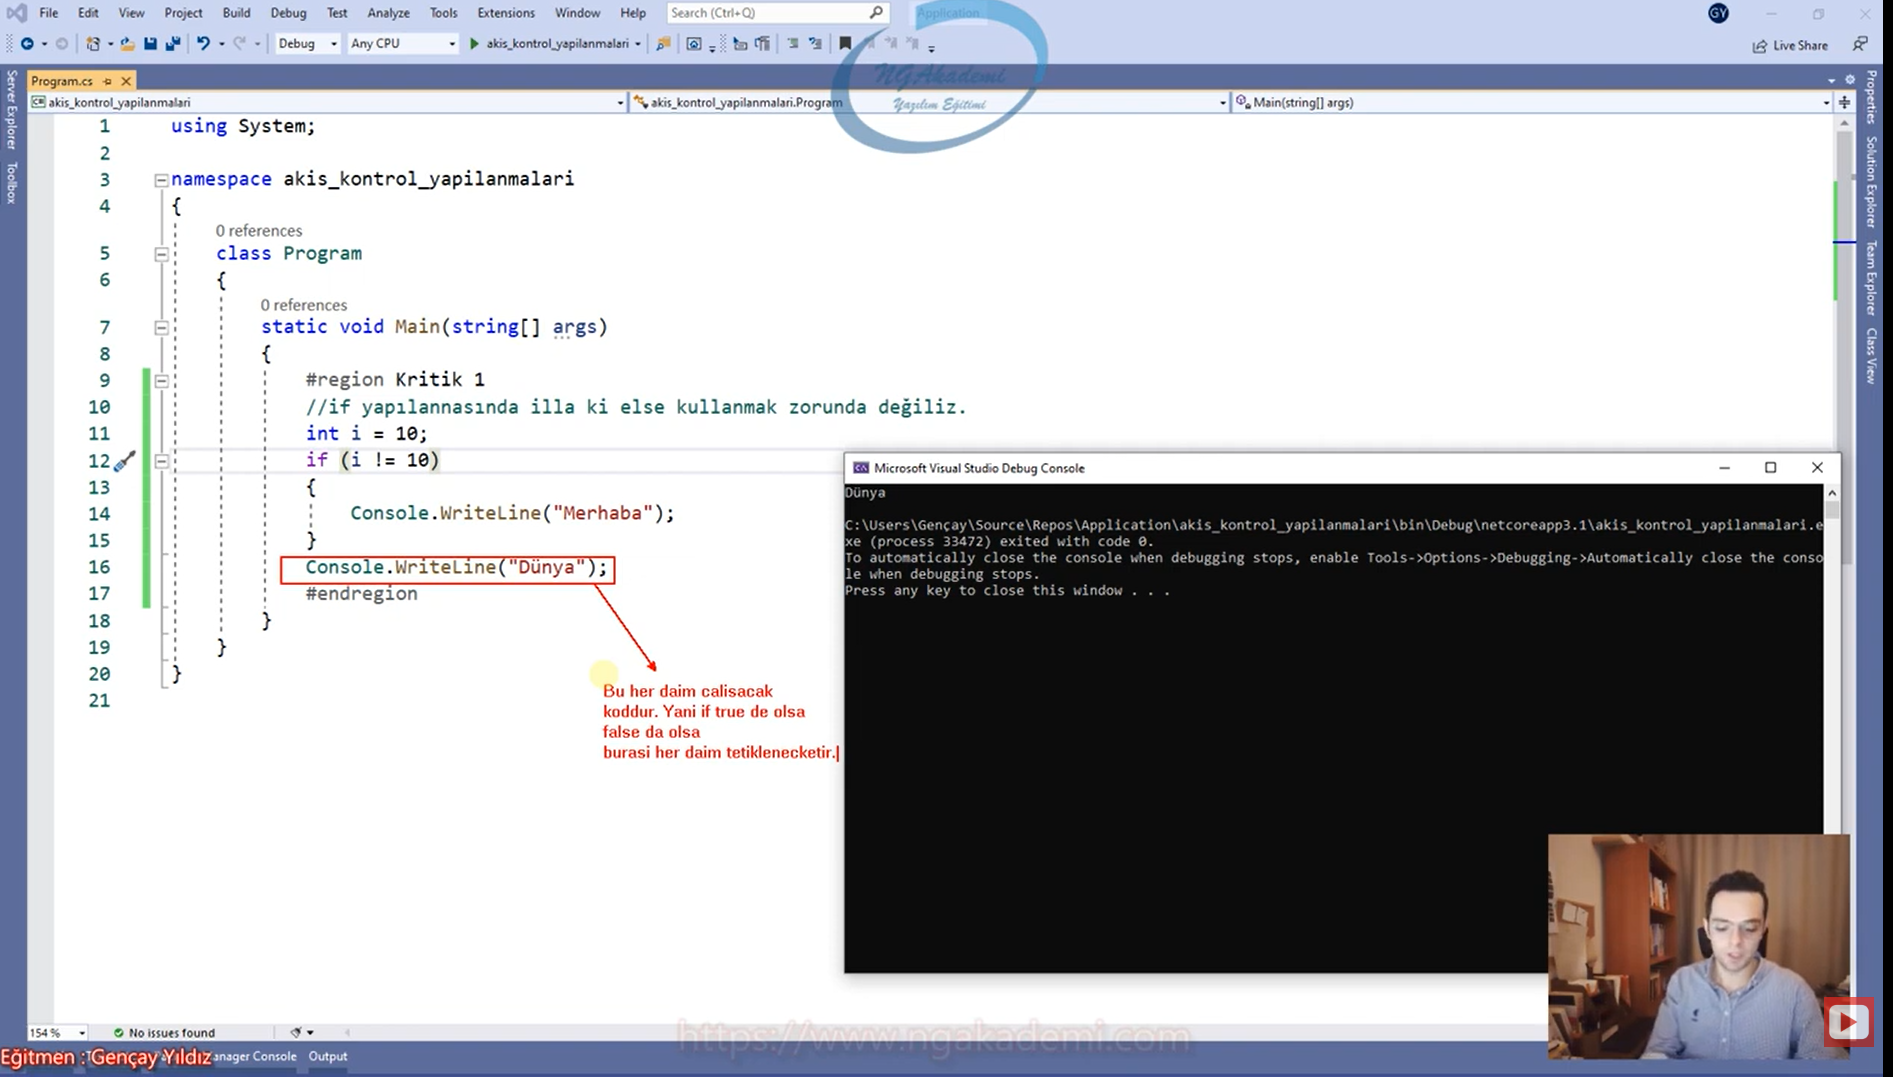 File Edit View Project Build Debug Test Analyze Tools Extensions Window Help Search (Ctrl+Q) Application GY
Debug Any CPU akis_kontrol_yapilanmalari Live Share
NGAkademi
Yazılım Eğitimi
Program.cs
akis_kontrol_yapilanmalari akis_kontrol_yapilanmalari.Program Main(string[] args)
Server Explorer
Toolbox
Properties
Solution Explorer
Team Explorer
Class View
1 using System;
2
3 namespace akis_kontrol_yapilanmalari
4 {
0 references
5 class Program
6 {
0 references
7 static void Main(string[] args)
8 {
9 #region Kritik 1
10 //if yapılannasında illa ki else kullanmak zorunda değiliz.
11 int i = 10;
12 if (i != 10)
13 {
14 Console.WriteLine("Merhaba");
15 }
16 Console.WriteLine("Dünya");
17 #endregion
18 }
19 }
20 }
21
Bu her daim calisacak
koddur. Yani if true de olsa
false da olsa
burasi her daim tetiklenecketir.
Microsoft Visual Studio Debug Console
Dünya
C:\Users\Gençay\Source\Repos\Application\akis_kontrol_yapilanmalari\bin\Debug\netcoreapp3.1\akis_kontrol_yapilanmalari.e
xe (process 33472) exited with code 0.
To automatically close the console when debugging stops, enable Tools->Options->Debugging->Automatically close the conso
le when debugging stops.
Press any key to close this window . . .
154 % No issues found
https://www.ngakademi.com
Eğitmen : Gençay Yıldız anager Console Output